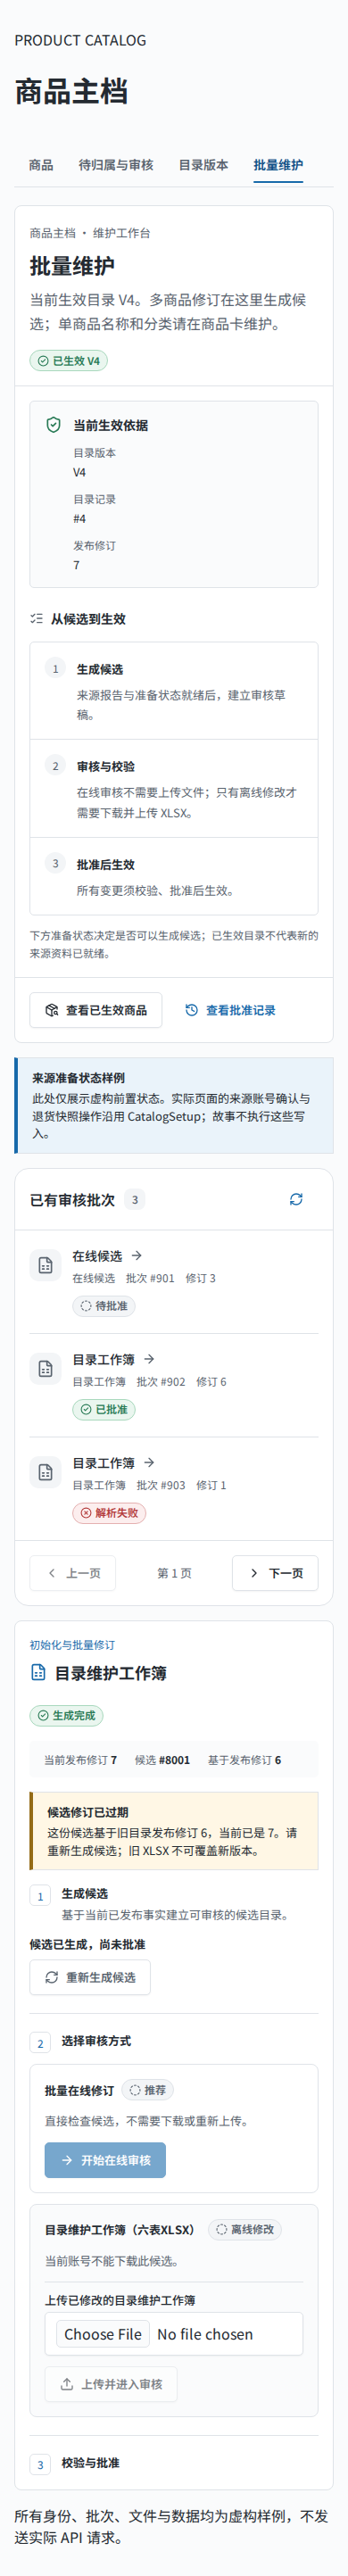 PRODUCT CATALOG
商品主档
商品 待归属与审核 目录版本 批量维护
商品主档 • 维护工作台
批量维护
当前生效目录 V4。多商品修订在这里生成候
选；单商品名称和分类请在商品卡维护。
已生效 V4
当前生效依据
目录版本
V4
目录记录
#4
发布修订
7
从候选到生效
1 生成候选
来源报告与准备状态就绪后，建立审核草
稿。
2 审核与校验
在线审核不需要上传文件；只有离线修改才
需要下载并上传 XLSX。
3 批准后生效
所有变更须校验、批准后生效。
下方准备状态决定是否可以生成候选；已生效目录不代表新的
来源资料已就绪。
查看已生效商品 查看批准记录
来源准备状态样例
此处仅展示虚构前置状态。实际页面的来源账号确认与
退货快照操作沿用 CatalogSetup；故事不执行这些写
入。
已有审核批次 3
在线候选
在线候选 批次 #901 修订 3
待批准
目录工作簿
目录工作簿 批次 #902 修订 6
已批准
目录工作簿
目录工作簿 批次 #903 修订 1
解析失败
上一页 第 1 页 下一页
初始化与批量修订
目录维护工作簿
生成完成
当前发布修订 7 候选 #8001 基于发布修订 6
候选修订已过期
这份候选基于旧目录发布修订 6，当前已是 7。请
重新生成候选；旧 XLSX 不可覆盖新版本。
1 生成候选
基于当前已发布事实建立可审核的候选目录。
候选已生成，尚未批准
重新生成候选
2 选择审核方式
批量在线修订 推荐
直接检查候选，不需要下载或重新上传。
开始在线审核
目录维护工作簿（六表XLSX） 离线修改
当前账号不能下载此候选。
上传已修改的目录维护工作簿
Choose File No file chosen
上传并进入审核
3 校验与批准
所有身份、批次、文件与数据均为虚构样例，不发
送实际 API 请求。